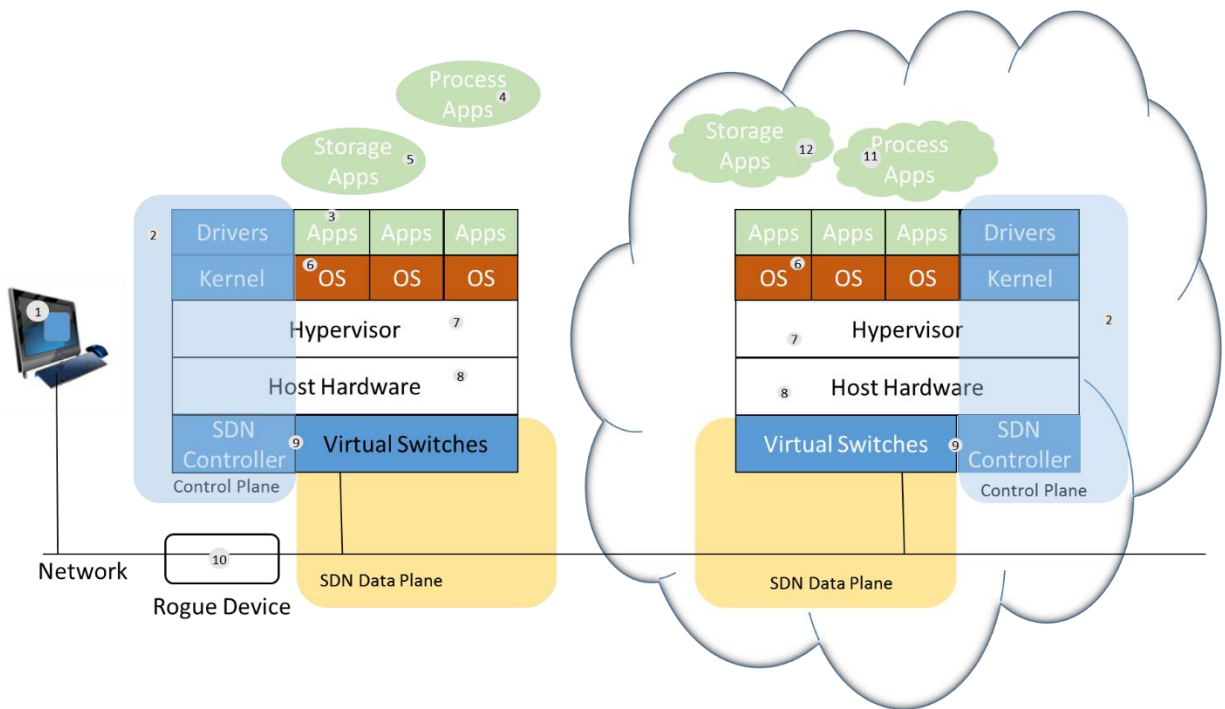 Process
Apps 4
Storage 5
Apps
Storage
Apps 12
11 Process
Apps
3
2 Drivers Apps Apps Apps
Apps Apps Apps Drivers
Kernel 6 OS OS OS
OS 6 OS OS Kernel
1
Hypervisor 7
7 Hypervisor 2
Host Hardware 8
8 Host Hardware
SDN
Controller 9 Virtual Switches
Control Plane
Virtual Switches 9 SDN
Controller
Control Plane
10
Network
Rogue Device
SDN Data Plane
SDN Data Plane